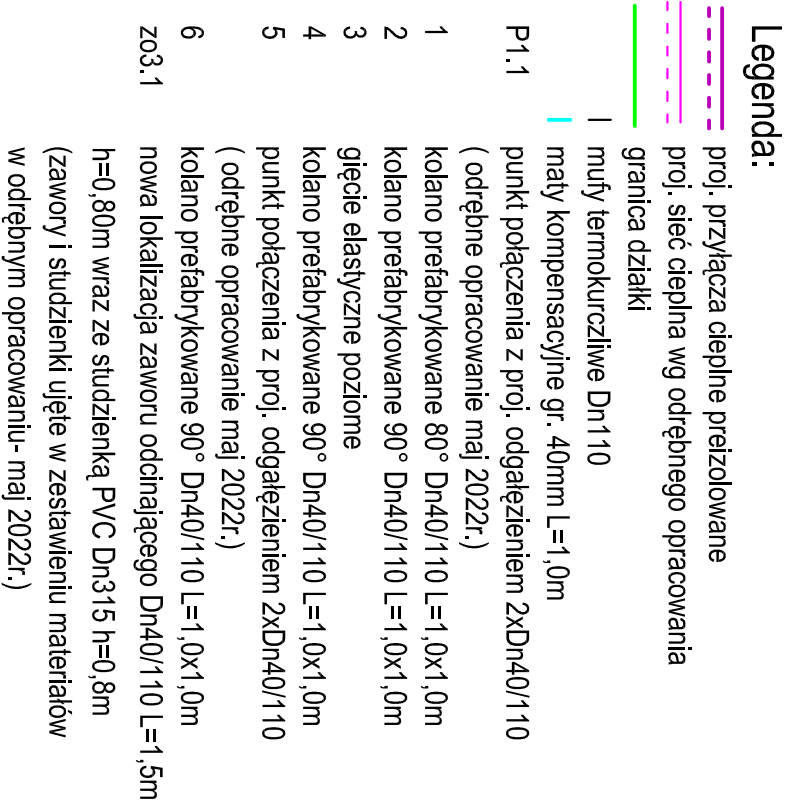 Legenda:
proj. przyłącza cieplne preizolowane
proj. sieć cieplna wg odrębnego opracowania
granica działki
mufy termokurczliwe Dn110
maty kompensacyjne gr. 40mm L=1,0m
P1.1 punkt połączenia z proj. odgałęzieniem 2xDn40/110
( odrębne opracowanie maj 2022r.)
1 kolano prefabrykowane 80° Dn40/110 L=1,0x1,0m
2 kolano prefabrykowane 90° Dn40/110 L=1,0x1,0m
3 gięcie elastyczne poziome
4 kolano prefabrykowane 90° Dn40/110 L=1,0x1,0m
5 punkt połączenia z proj. odgałęzieniem 2xDn40/110
( odrębne opracowanie maj 2022r.)
6 kolano prefabrykowane 90° Dn40/110 L=1,0x1,0m
zo3.1 nowa lokalizacja zaworu odcinającego Dn40/110 L=1,5m
h=0,80m wraz ze studzienką PVC Dn315 h=0,8m
(zawory i studzienki ujęte w zestawieniu materiałów
w odrębnym opracowaniu- maj 2022r.)